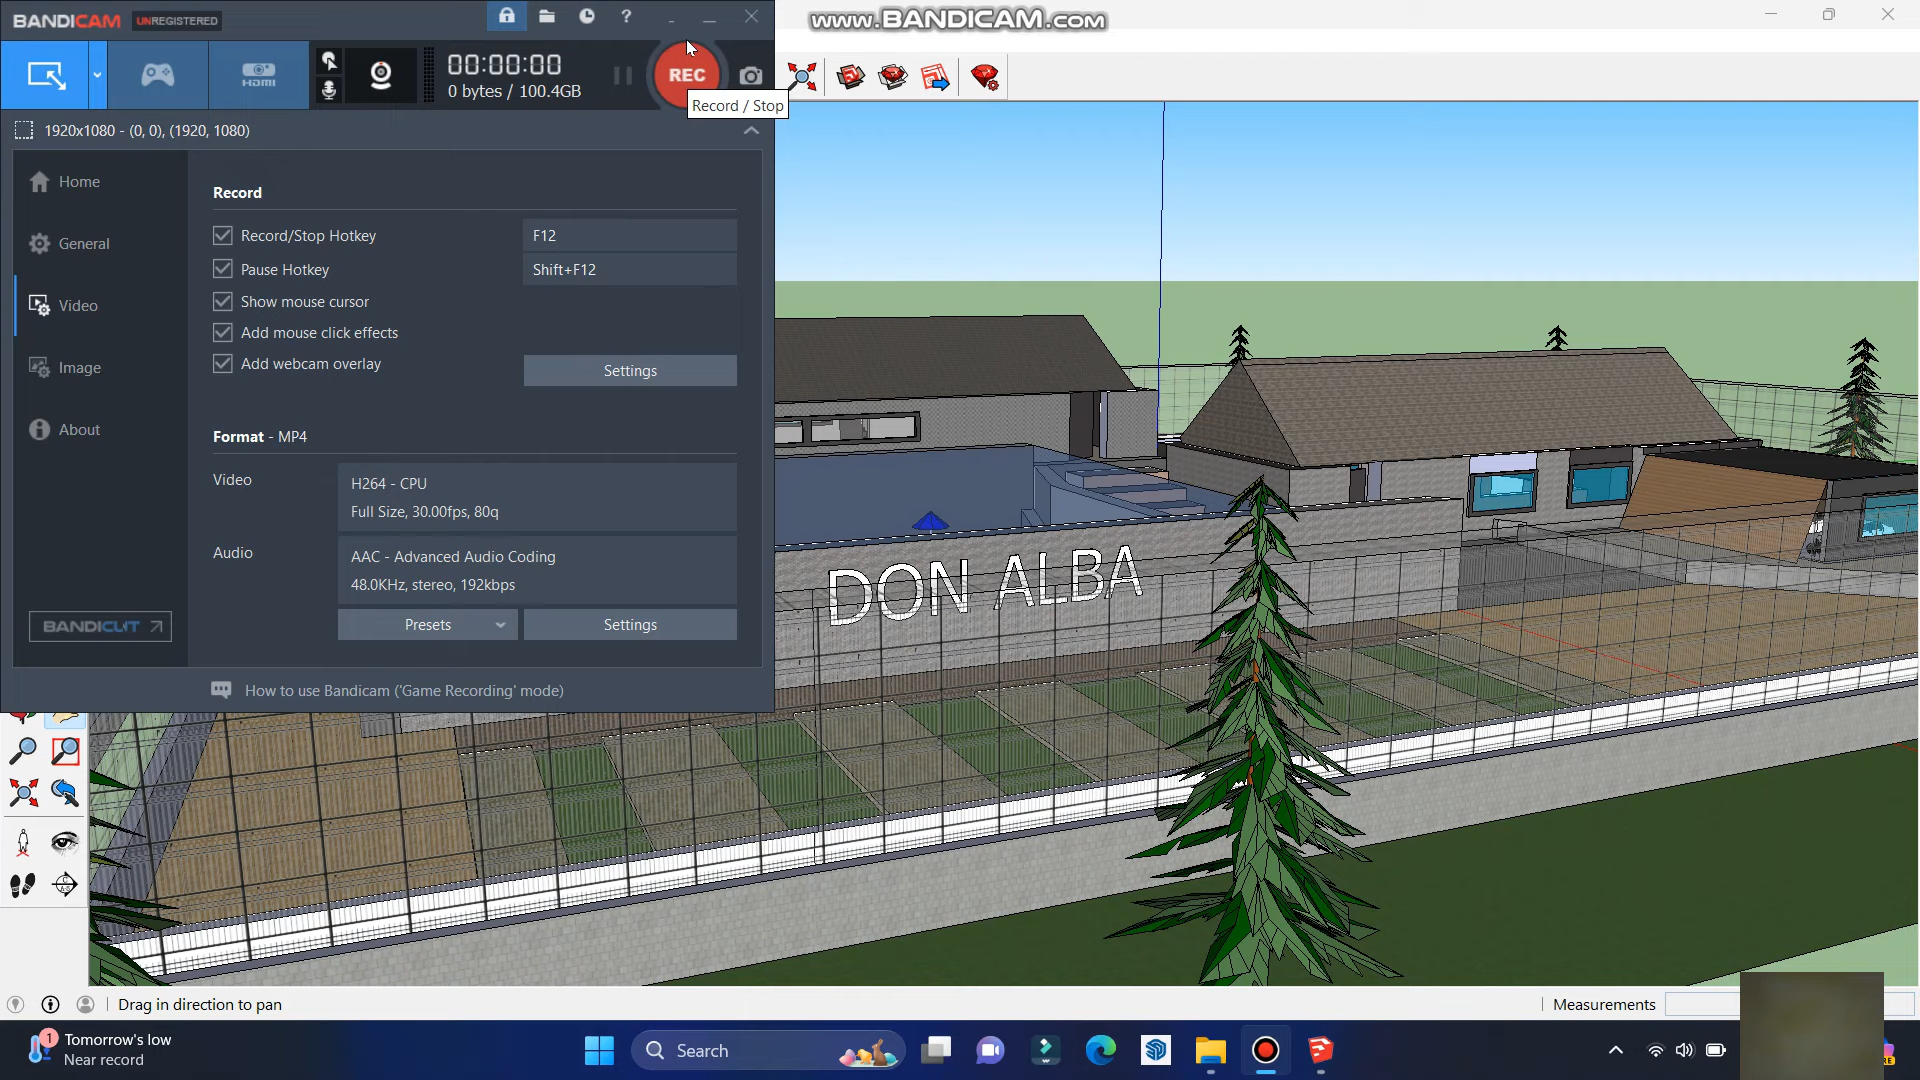 BANDICAM UNREGISTERED
www.BANDICAM.com
HDMI
00:00:00
0 bytes / 100.4GB
REC
Record / Stop
1920x1080 - (0, 0), (1920, 1080)
Home
General
Video
Image
About
BANDICUT
Record
Record/Stop Hotkey F12
Pause Hotkey Shift+F12
Show mouse cursor
Add mouse click effects
Add webcam overlay Settings
Format - MP4
Video H264 - CPU
Full Size, 30.00fps, 80q
Audio AAC - Advanced Audio Coding
48.0KHz, stereo, 192kbps
Presets Settings
How to use Bandicam ('Game Recording' mode)
DON ALBA
Drag in direction to pan
Measurements
1
Tomorrow's low
Near record
Search